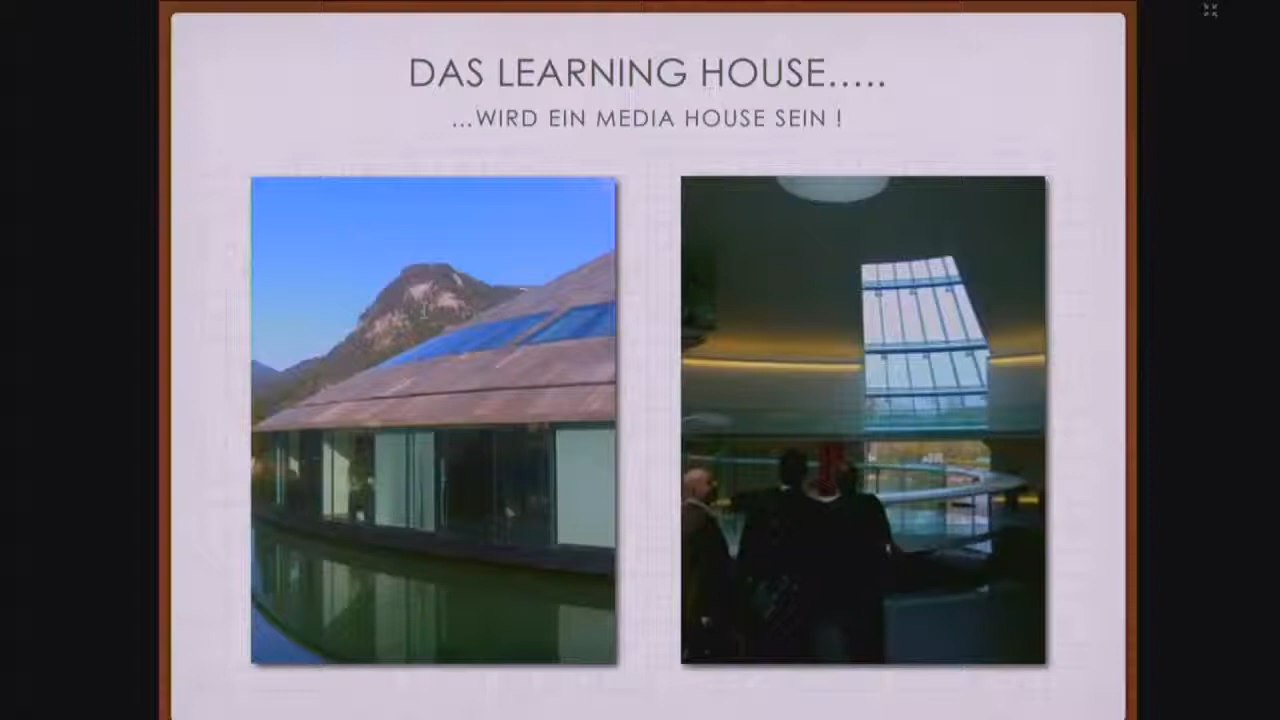 DAS LEARNING HOUSE.....
...WIRD EIN MEDIA HOUSE SEIN !